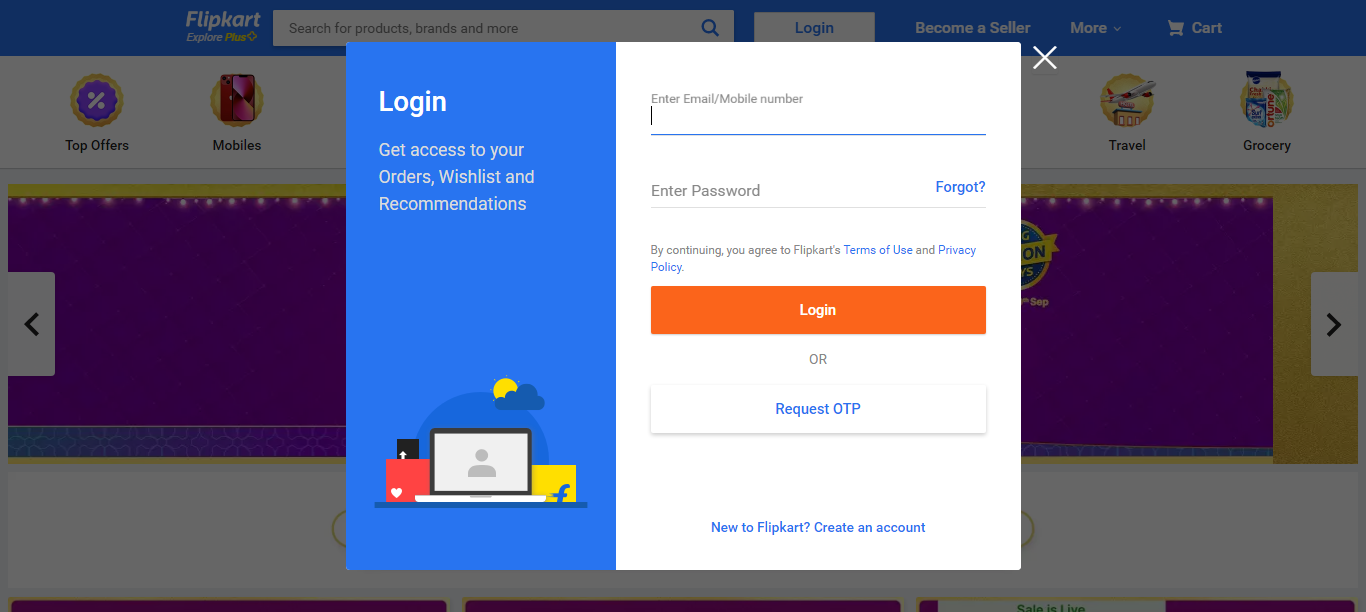 Flipkart
Explore Plus
Search for products, brands and more
Login
Become a Seller
More
Cart
Top Offers
Mobiles
Travel
Grocery
Login
Get access to your
Orders, Wishlist and
Recommendations
Enter Email/Mobile number
Enter Password
Forgot?
By continuing, you agree to Flipkart's Terms of Use and Privacy
Policy.
Login
OR
Request OTP
New to Flipkart? Create an account
Sep
Sale is Live